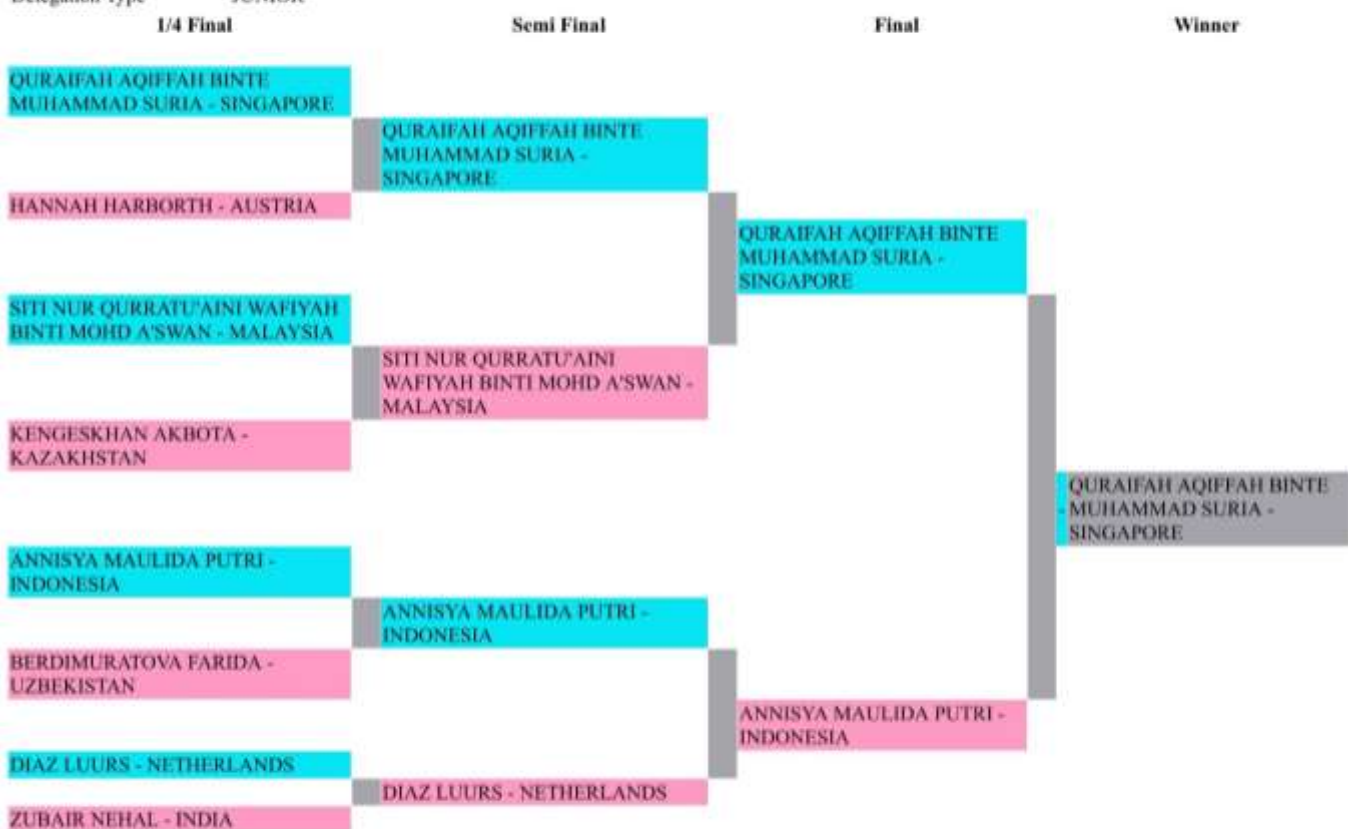 1/4 Final
Semi Final
Final
Winner
QURAIFAH AQIFFAH BINTE
MUHAMMAD SURIA - SINGAPORE
QURAIFAH AQIFFAH BINTE
MUHAMMAD SURIA -
SINGAPORE
HANNAH HARBORTH - AUSTRIA
QURAIFAH AQIFFAH BINTE
MUHAMMAD SURIA -
SINGAPORE
SITI NUR QURRATU'AINI WAFIYAH
BINTI MOHD A'SWAN - MALAYSIA
SITI NUR QURRATU'AINI
WAFIYAH BINTI MOHD A'SWAN -
MALAYSIA
KENGESKHAN AKBOTA -
KAZAKHSTAN
QURAIFAH AQIFFAH BINTE
- MUHAMMAD SURIA -
SINGAPORE
ANNISYA MAULIDA PUTRI -
INDONESIA
ANNISYA MAULIDA PUTRI -
INDONESIA
BERDIMURATOVA FARIDA -
UZBEKISTAN
ANNISYA MAULIDA PUTRI -
INDONESIA
DIAZ LUURS - NETHERLANDS
DIAZ LUURS - NETHERLANDS
ZUBAIR NEHAL - INDIA